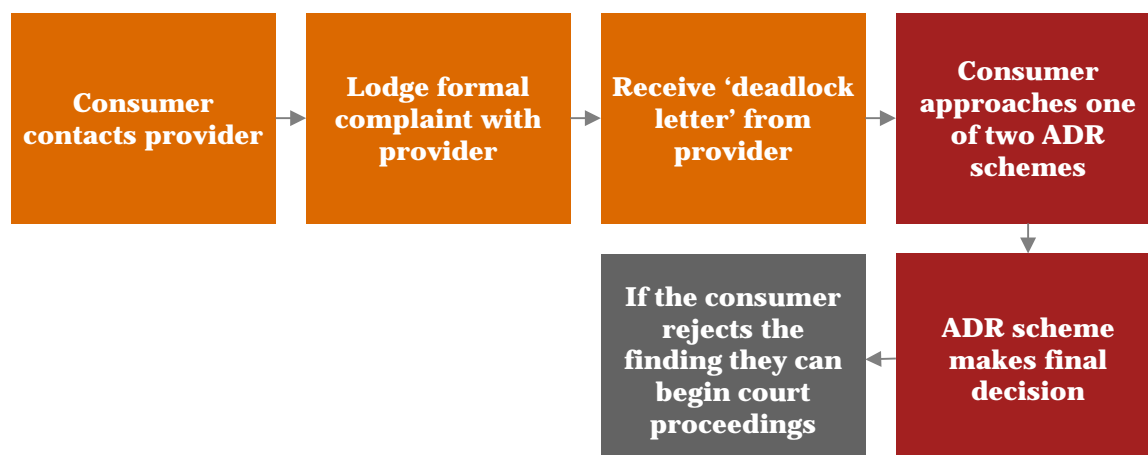 Consumer
contacts provider
Lodge formal
complaint with
provider
Receive ‘deadlock
letter’ from
provider
Consumer
approaches one
of two ADR
schemes
ADR scheme
makes final
decision
If the consumer
rejects the
finding they can
begin court
proceedings